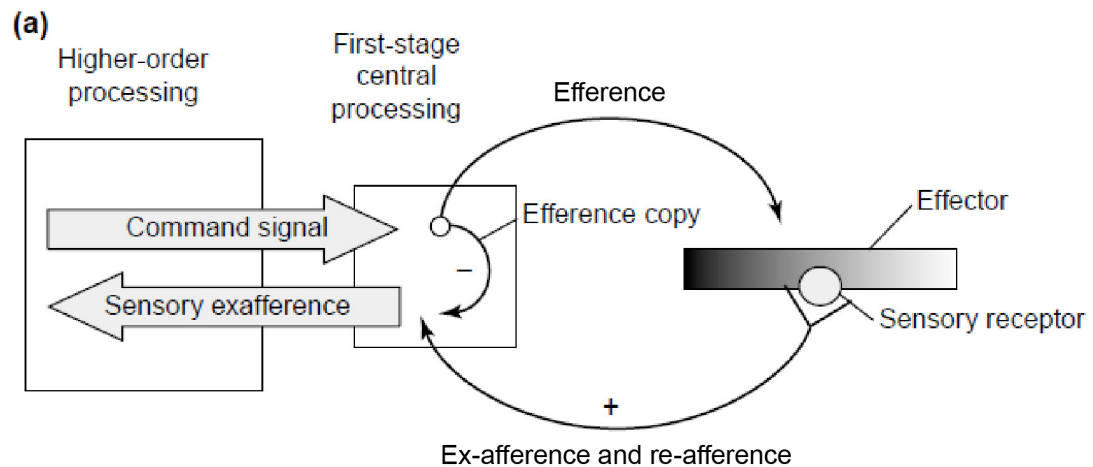 (a)
Higher-order
processing
First-stage
central
processing
Efference
Command signal
Efference copy
Effector
−
Sensory exafference
Sensory receptor
+
Ex-afference and re-afference